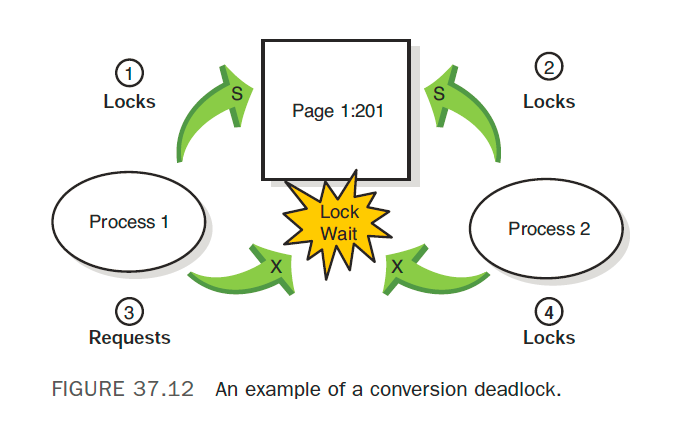 1
Locks
S
Page 1:201
S
2
Locks
Process 1
Lock
Wait
Process 2
X
X
3
Requests
4
Locks
FIGURE 37.12 An example of a conversion deadlock.